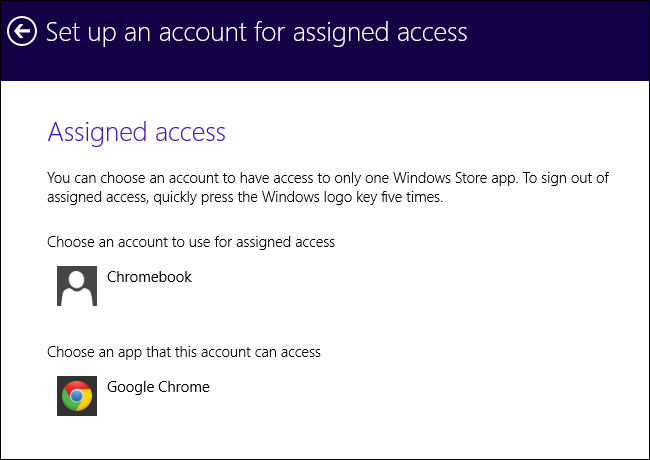 Set up an account for assigned access
Assigned access
You can choose an account to have access to only one Windows Store app. To sign out of
assigned access, quickly press the Windows logo key five times.
Choose an account to use for assigned access
Chromebook
Choose an app that this account can access
Google Chrome